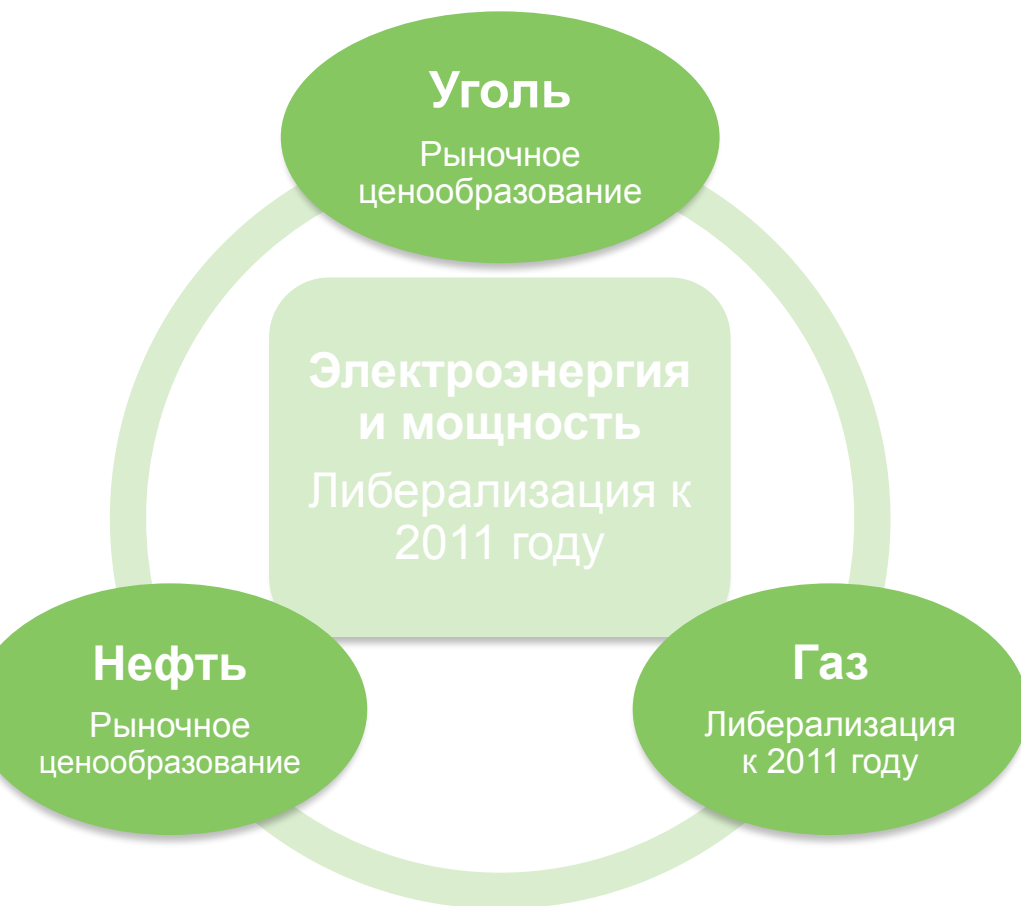 Уголь
Рыночное
ценообразование
Электроэнергия
и мощность
Либерализация к
2011 году
Нефть
Рыночное
ценообразование
Газ
Либерализация
к 2011 году